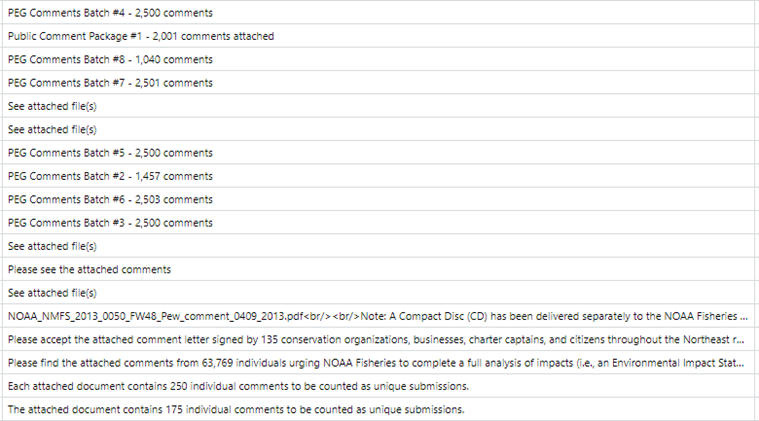 PEG Comments Batch #4 - 2,500 comments
Public Comment Package #1 - 2,001 comments attached
PEG Comments Batch #8 - 1,040 comments
PEG Comments Batch #7 - 2,501 comments
See attached file(s)
See attached file(s)
PEG Comments Batch #5 - 2,500 comments
PEG Comments Batch #2 - 1,457 comments
PEG Comments Batch #6 - 2,503 comments
PEG Comments Batch #3 - 2,500 comments
See attached file(s)
Please see the attached comments
See attached file(s)
NOAA_NMFS_2013_0050_FW48_Pew_comment_0409_2013.pdf<br/><br/>Note: A Compact Disc (CD) has been delivered separately to the NOAA Fisheries ...
Please accept the attached comment letter signed by 135 conservation organizations, businesses, charter captains, and citizens throughout the Northeast r...
Please find the attached comments from 63,769 individuals urging NOAA Fisheries to complete a full analysis of impacts (i.e., an Environmental Impact Stat...
Each attached document contains 250 individual comments to be counted as unique submissions.
The attached document contains 175 individual comments to be counted as unique submissions.